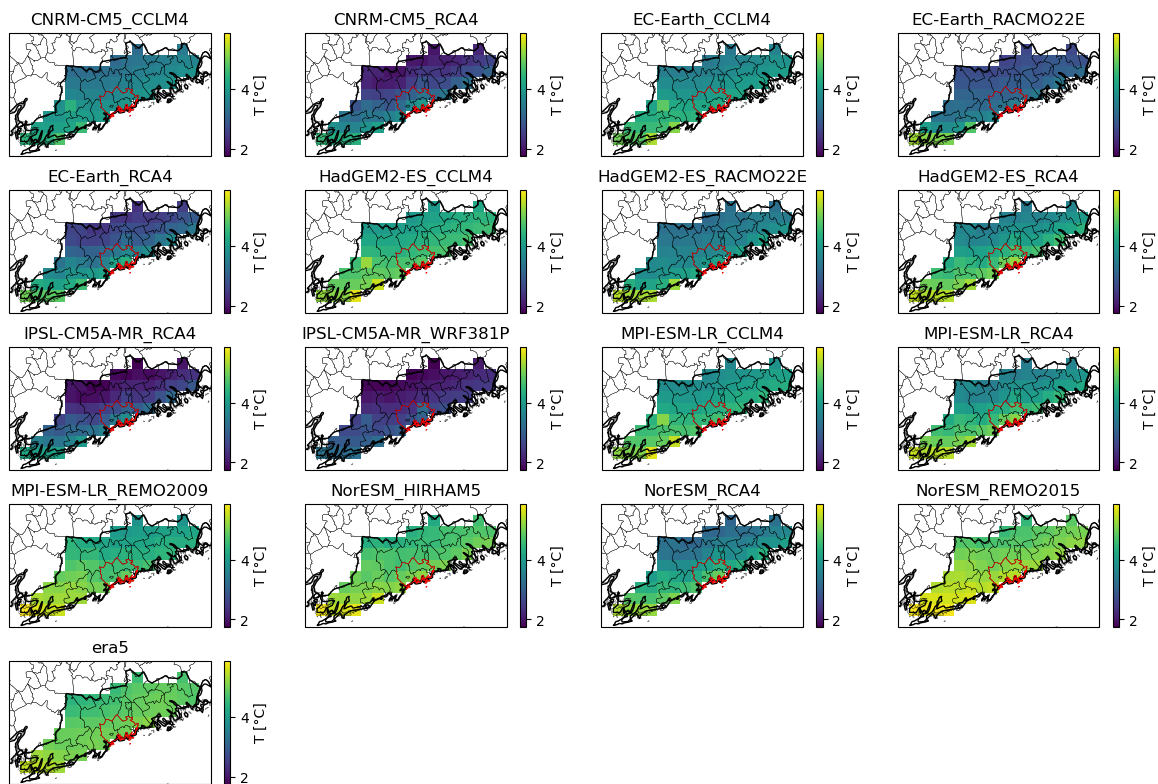 CNRM-CM5_CCLM4
CNRM-CM5_RCA4
EC-Earth_CCLM4
EC-Earth_RACMO22E
4
2
T [°C]
4
2
T [°C]
4
2
T [°C]
4
2
T [°C]
EC-Earth_RCA4
HadGEM2-ES_CCLM4
HadGEM2-ES_RACMO22E
HadGEM2-ES_RCA4
4
2
T [°C]
4
2
T [°C]
4
2
T [°C]
4
2
T [°C]
IPSL-CM5A-MR_RCA4
IPSL-CM5A-MR_WRF381P
MPI-ESM-LR_CCLM4
MPI-ESM-LR_RCA4
4
2
T [°C]
4
2
T [°C]
4
2
T [°C]
4
2
T [°C]
MPI-ESM-LR_REMO2009
NorESM_HIRHAM5
NorESM_RCA4
NorESM_REMO2015
4
2
T [°C]
4
2
T [°C]
4
2
T [°C]
4
2
T [°C]
era5
4
2
T [°C]